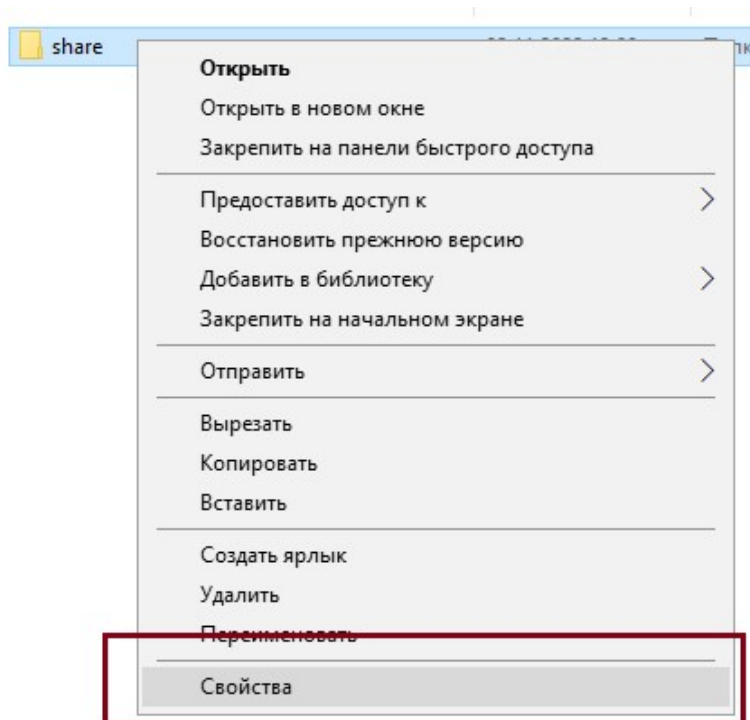 share
Открыть
Открыть в новом окне
Закрепить на панели быстрого доступа
Предоставить доступ к
Восстановить прежнюю версию
Добавить в библиотеку
Закрепить на начальном экране
Отправить
Вырезать
Копировать
Вставить
Создать ярлык
Удалить
Переименовать
Свойства